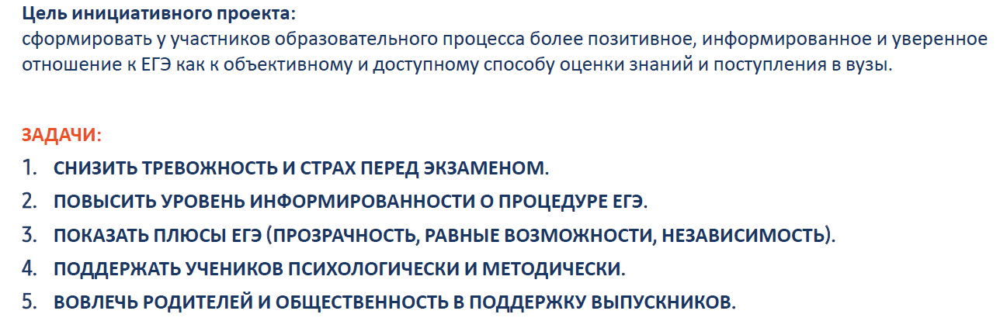 Цель инициативного проекта:
сформировать у участников образовательного процесса более позитивное, информированное и уверенное
отношение к ЕГЭ как к объективному и доступному способу оценки знаний и поступления в вузы.
ЗАДАЧИ:
1. СНИЗИТЬ ТРЕВОЖНОСТЬ И СТРАХ ПЕРЕД ЭКЗАМЕНОМ.
2. ПОВЫСИТЬ УРОВЕНЬ ИНФОРМИРОВАННОСТИ О ПРОЦЕДУРЕ ЕГЭ.
3. ПОКАЗАТЬ ПЛЮСЫ ЕГЭ (ПРОЗРАЧНОСТЬ, РАВНЫЕ ВОЗМОЖНОСТИ, НЕЗАВИСИМОСТЬ).
4. ПОДДЕРЖАТЬ УЧЕНИКОВ ПСИХОЛОГИЧЕСКИ И МЕТОДИЧЕСКИ.
5. ВОВЛЕЧЬ РОДИТЕЛЕЙ И ОБЩЕСТВЕННОСТЬ В ПОДДЕРЖКУ ВЫПУСКНИКОВ.